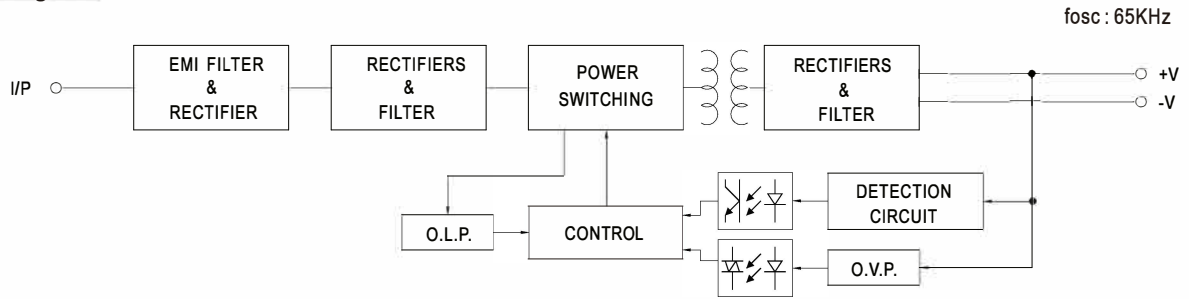 fosc : 65KHz
I/P
EMI FILTER
&
RECTIFIER
RECTIFIERS
&
FILTER
POWER
SWITCHING
RECTIFIERS
&
FILTER
+V
-V
O.L.P.
CONTROL
DETECTION
CIRCUIT
O.V.P.